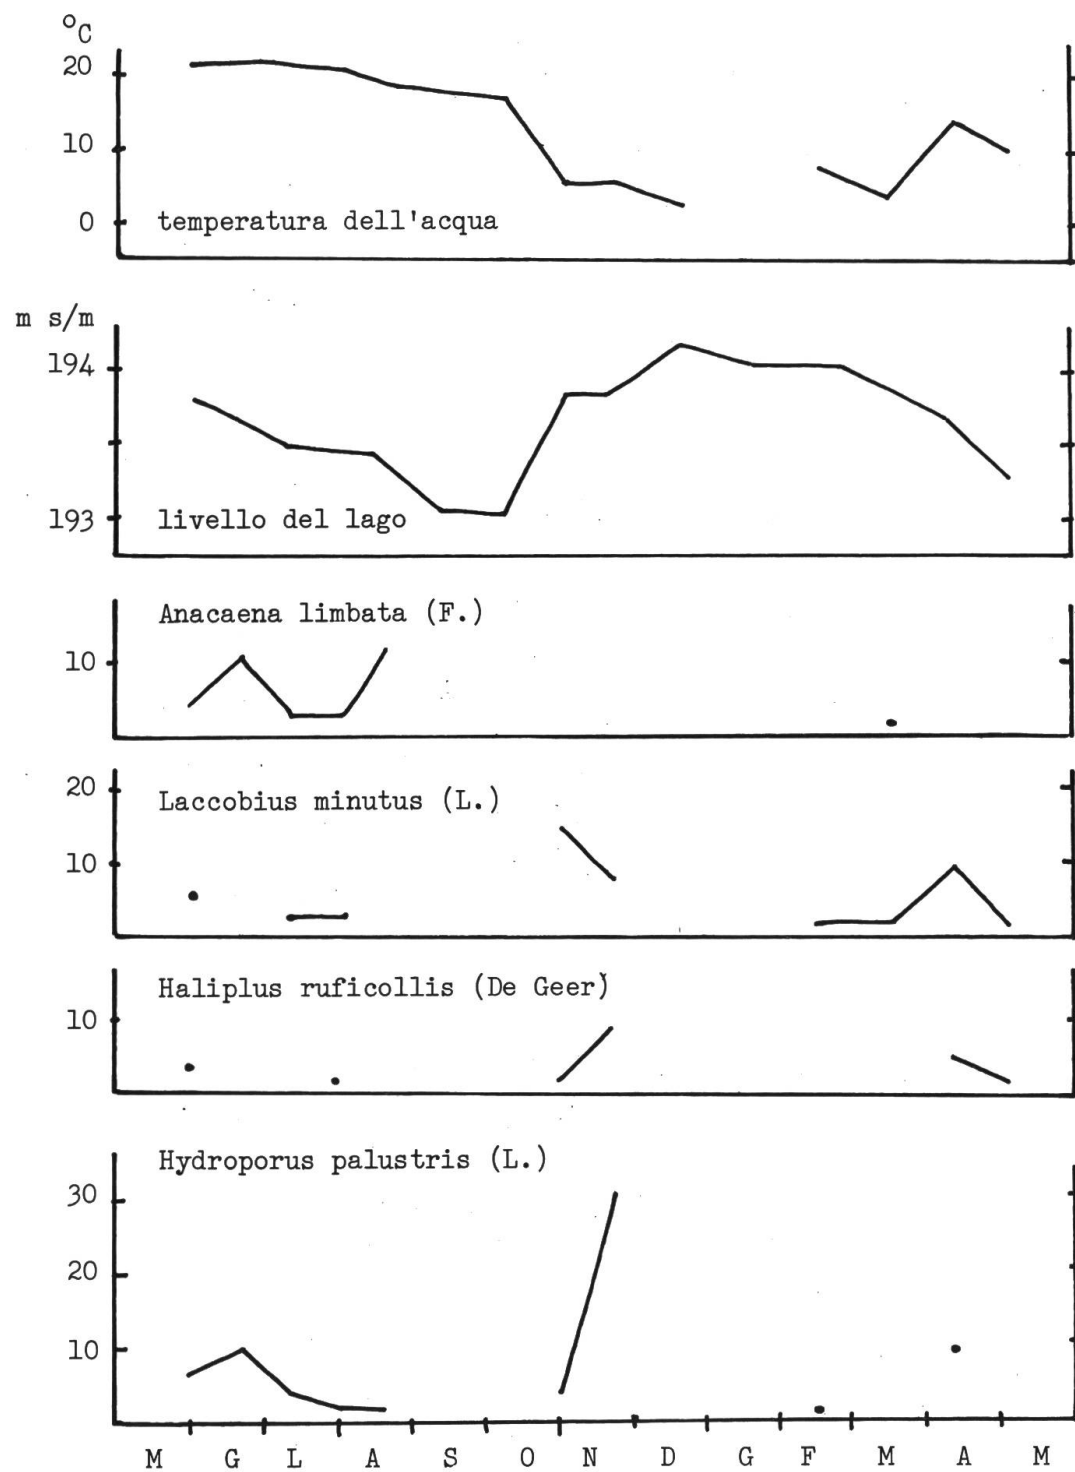 °C
20
10
0
temperatura dell'acqua
m s/m
194
193
livello del lago
Anacaena limbata (F.)
10
20
Laccobius minutus (L.)
10
Haliplus ruficollis (De Geer)
10
Hydroporus palustris (L.)
30
20
10
M G L A S O N D G F M A M